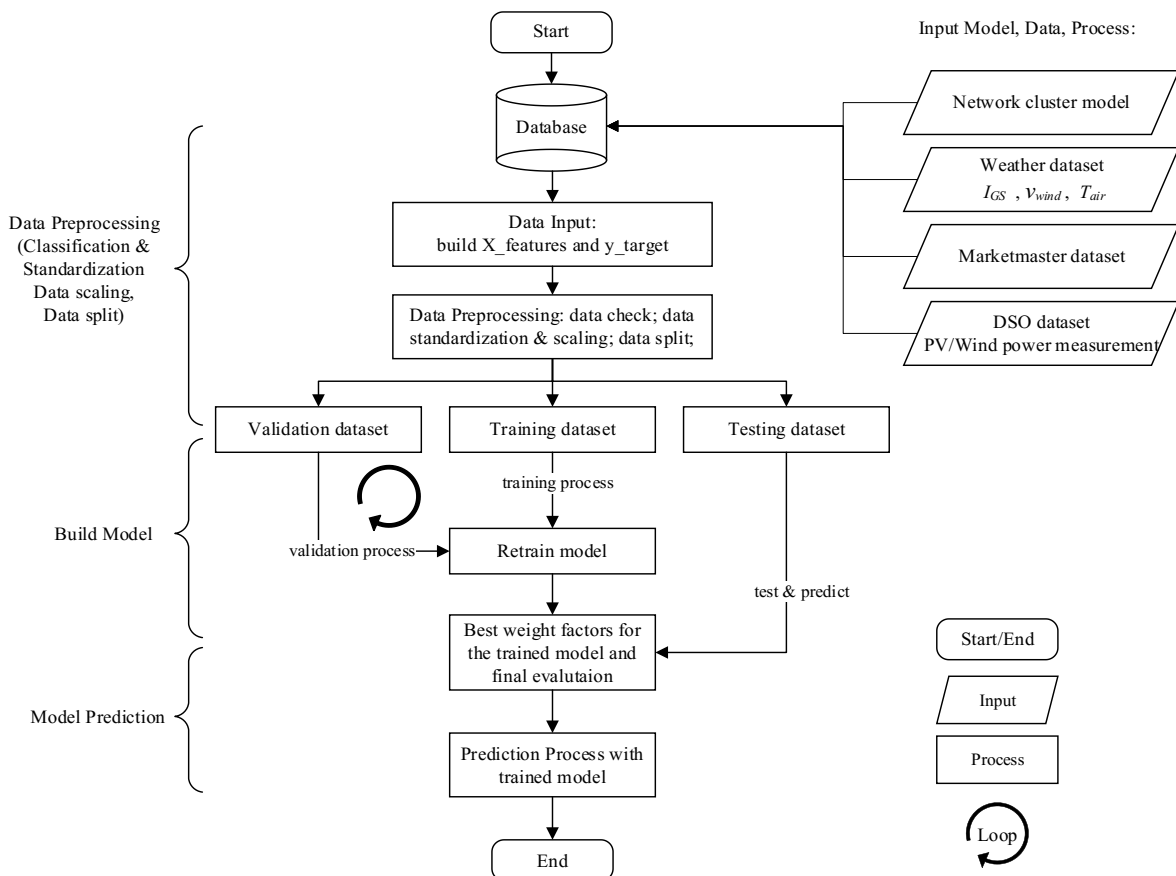 Start
Input Model, Data, Process:
Database
Network cluster model
Weather dataset
I_GS , v_wind , T_air
Marketmaster dataset
DSO dataset
PV/Wind power measurement
Data Preprocessing
(Classification &
Standardization
Data scaling,
Data split)
Data Input:
build X_features and y_target
Data Preprocessing: data check; data
standardization & scaling; data split;
Validation dataset
Training dataset
Testing dataset
Build Model
training process
validation process
Retrain model
test & predict
Best weight factors for
the trained model and
final evalutaion
Model Prediction
Prediction Process with
trained model
End
Start/End
Input
Process
Loop